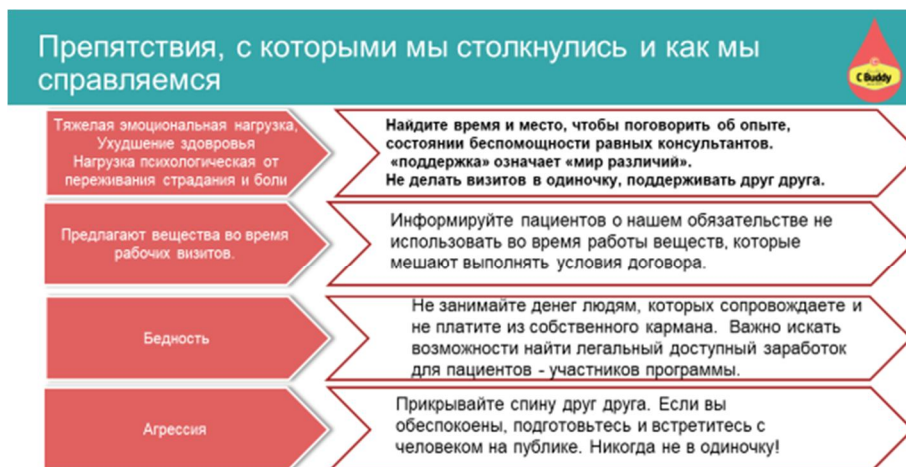 Препятствия, с которыми мы столкнулись и как мы
справляемся
C Buddy
Тяжелая эмоциональная нагрузка,
Ухудшение здоровья
Нагрузка психологическая от
переживания страдания и боли
Найдите время и место, чтобы поговорить об опыте,
состоянии беспомощности равных консультантов.
«поддержка» означает «мир различий».
Не делать визитов в одиночку, поддерживать друг друга.
Предлагают вещества во время
рабочих визитов.
Информируйте пациентов о нашем обязательстве не
использовать во время работы веществ, которые
мешают выполнять условия договора.
Бедность
Не занимайте денег людям, которых сопровождаете и
не платите из собственного кармана. Важно искать
возможности найти легальный доступный заработок
для пациентов - участников программы.
Агрессия
Прикрывайте спину друг друга. Если вы
обеспокоены, подготовьтесь и встретитесь с
человеком на публике. Никогда не в одиночку!